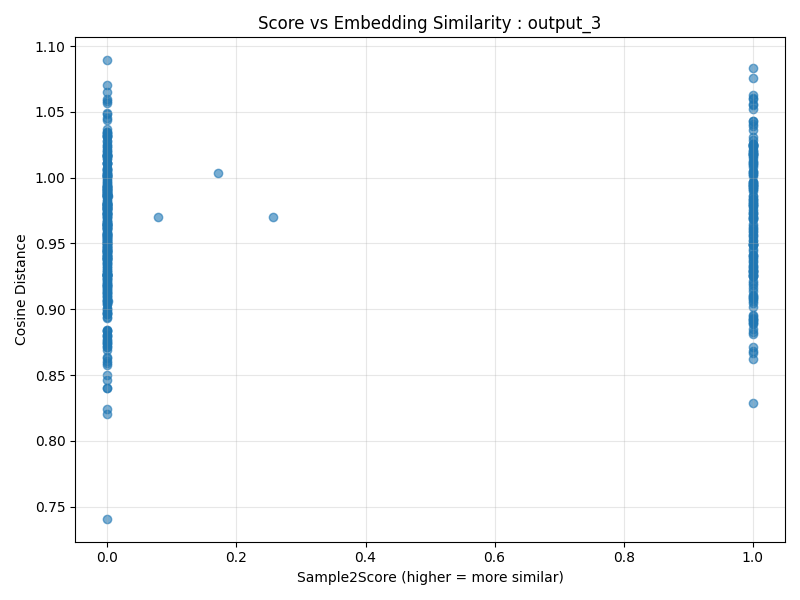 Score vs Embedding Similarity : output_3
1.10
1.05
1.00
0.95
0.90
0.85
0.80
0.75
Cosine Distance
0.0 0.2 0.4 0.6 0.8 1.0
Sample2Score (higher = more similar)